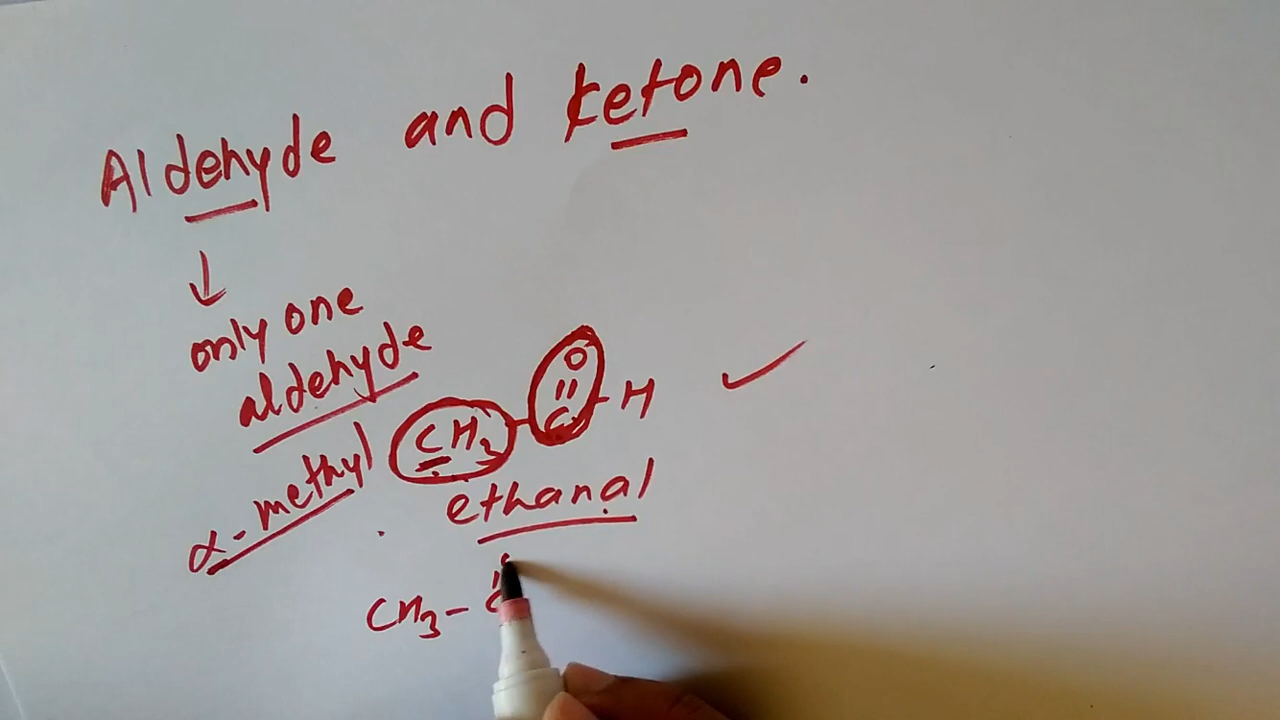 Aldehyde and ketone.
↓
only one
aldehyde
O
||
CH3-C-H ✓
α-methyl
ethanal
||
CH3-C